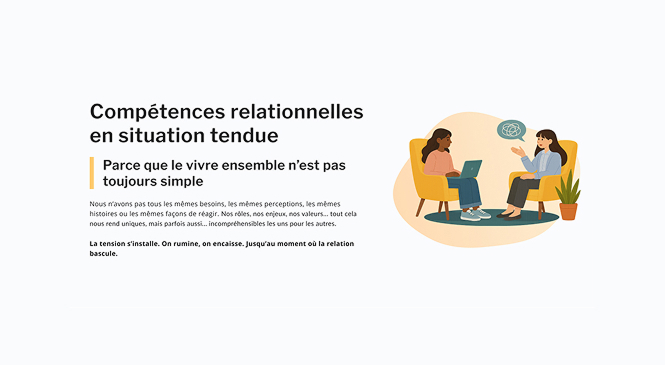 Compétences relationnelles
en situation tendue
Parce que le vivre ensemble n’est pas
toujours simple
Nous n’avons pas tous les mêmes besoins, les mêmes perceptions, les mêmes
histoires ou les mêmes façons de réagir. Nos rôles, nos enjeux, nos valeurs… tout cela
nous rend uniques, mais parfois aussi… incompréhensibles les uns pour les autres.
La tension s’installe. On rumine, on encaisse. Jusqu’au moment où la relation
bascule.